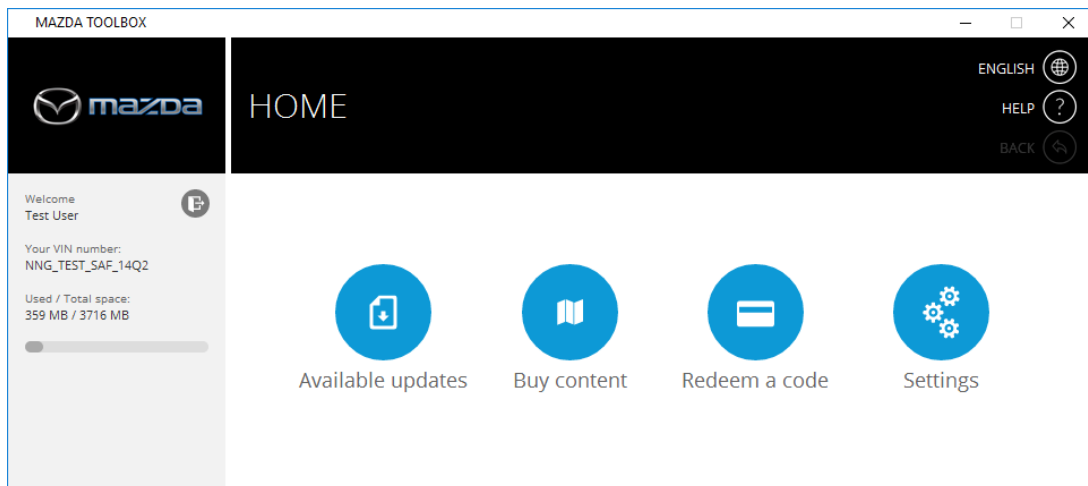 MAZDA TOOLBOX
mazda
HOME
ENGLISH
HELP
?
BACK
Welcome
Test User
Your VIN number:
NNG_TEST_SAF_14Q2
Used / Total space:
359 MB / 3716 MB
Available updates
Buy content
Redeem a code
Settings